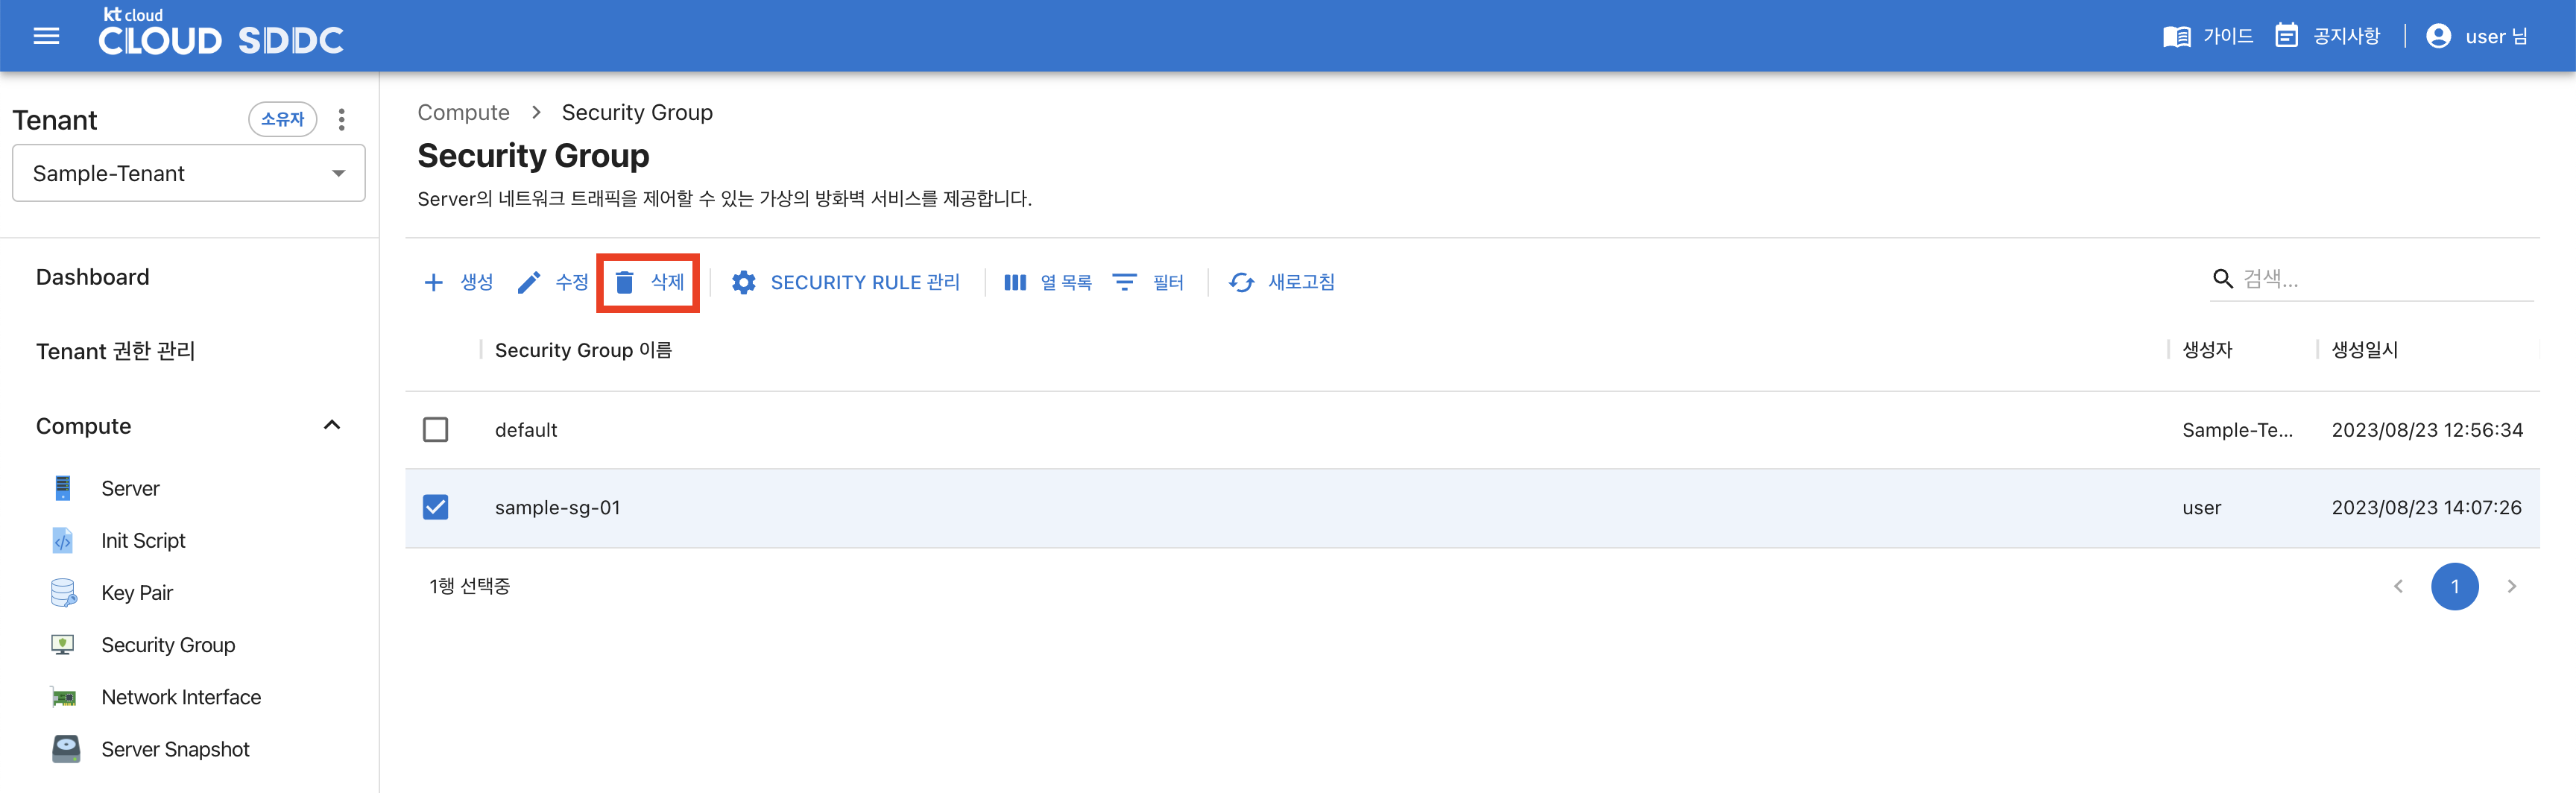 kt cloud
CLOUD SDDC
가이드 공지사항 user 님
Tenant 소유자
Sample-Tenant
Dashboard
Tenant 권한 관리
Compute
Server
Init Script
Key Pair
Security Group
Network Interface
Server Snapshot
Compute > Security Group
Security Group
Server의 네트워크 트래픽을 제어할 수 있는 가상의 방화벽 서비스를 제공합니다.
생성 수정 삭제 SECURITY RULE 관리 열 목록 필터 새로고침 검색...
Security Group 이름 생성자 생성일시
default Sample-Te... 2023/08/23 12:56:34
sample-sg-01 user 2023/08/23 14:07:26
1행 선택중 1